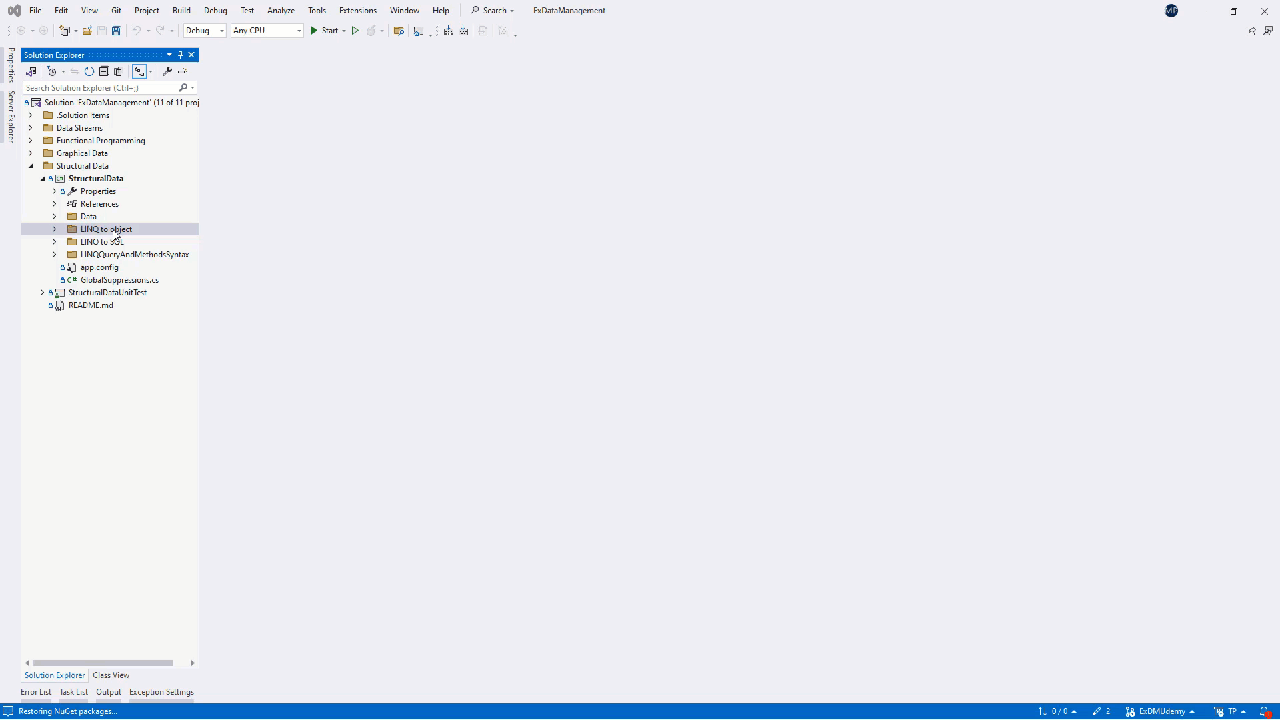 File Edit View Git Project Build Debug Test Analyze Tools Extensions Window Help Search ExDataManagement MP
Debug Any CPU Start
Solution Explorer
Search Solution Explorer (Ctrl+;)
Solution 'ExDataManagement' (11 of 11 proj
.Solution Items
Data Streams
Functional Programming
Graphical Data
Structural Data
StructuralData
Properties
References
Data
LINQ to object
LINQ to SQL
LINQQueryAndMethodsSyntax
app.config
GlobalSuppressions.cs
StructuralDataUnitTest
README.md
Properties
Server Explorer
Solution Explorer Class View
Error List Task List Output Exception Settings
Restoring NuGet packages... 0 / 0 2 ExDMUdemy TP